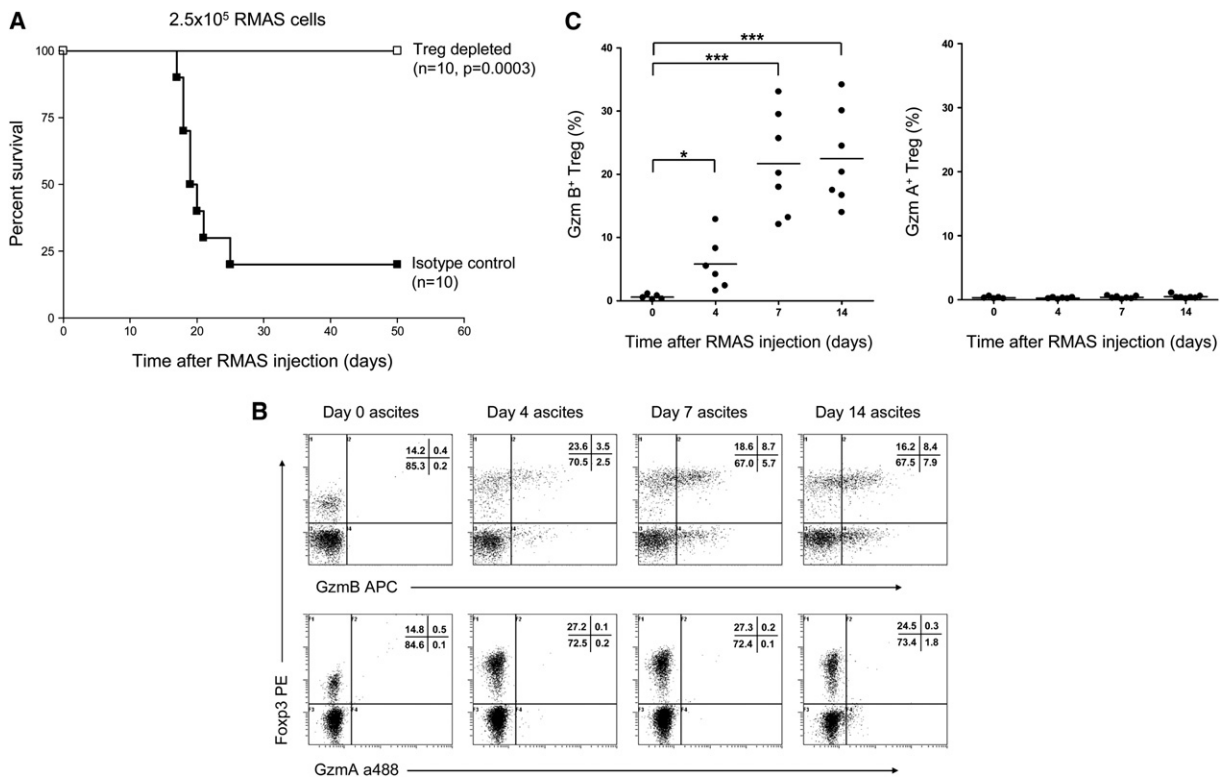 A
2.5x10⁵ RMAS cells
Percent survival
100
75
50
25
0
0 10 20 30 40 50 60
Time after RMAS injection (days)
Treg depleted
(n=10, p=0.0003)
Isotype control
(n=10)
C
Gzm B⁺ Treg (%)
40
30
20
10
0
***
***
*
0 4 7 14
Time after RMAS injection (days)
Gzm A⁺ Treg (%)
40
30
20
10
0
0 4 7 14
Time after RMAS injection (days)
B
Day 0 ascites Day 4 ascites Day 7 ascites Day 14 ascites
14.2 0.4
85.3 0.2
23.6 3.5
70.5 2.5
18.6 8.7
67.0 5.7
16.2 8.4
67.5 7.9
GzmB APC
14.8 0.5
84.6 0.1
27.2 0.1
72.5 0.2
27.3 0.2
72.4 0.1
24.5 0.3
73.4 1.8
Foxp3 PE
GzmA a488